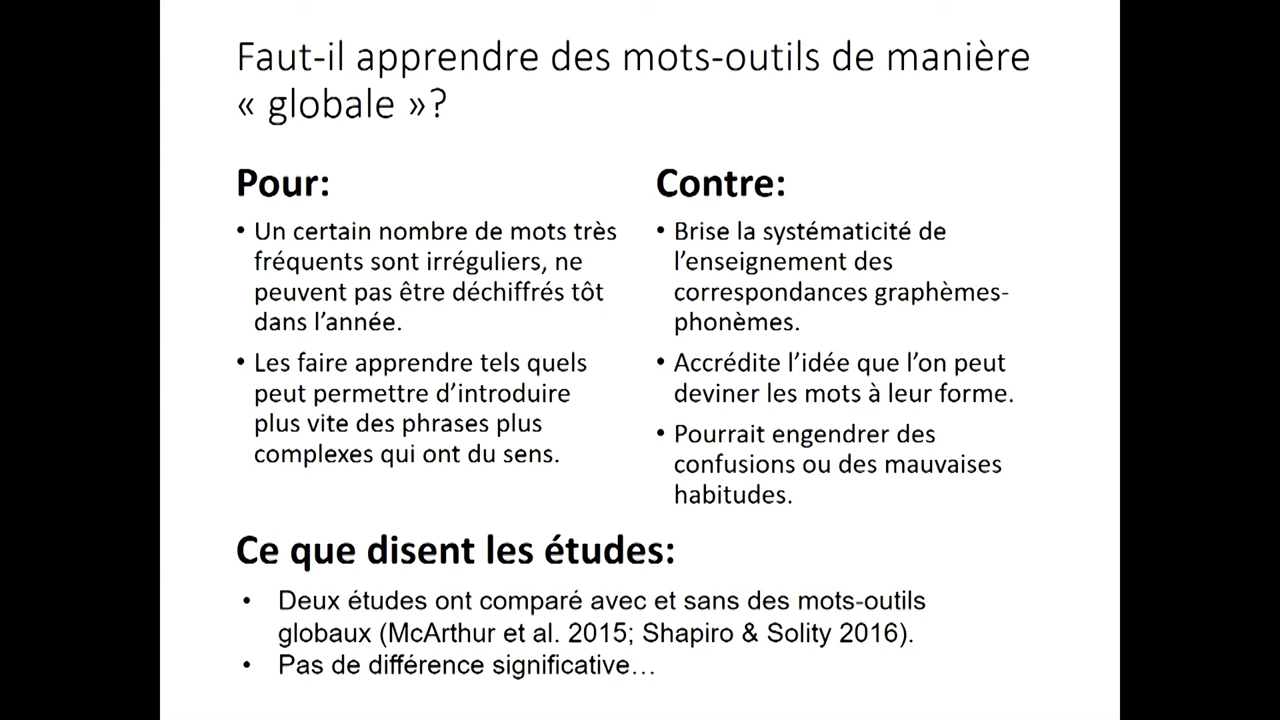 Faut-il apprendre des mots-outils de manière
« globale »?
Pour:
• Un certain nombre de mots très
fréquents sont irréguliers, ne
peuvent pas être déchiffrés tôt
dans l’année.
• Les faire apprendre tels quels
peut permettre d’introduire
plus vite des phrases plus
complexes qui ont du sens.
Contre:
• Brise la systématicité de
l’enseignement des
correspondances graphèmes-
phonèmes.
• Accrédite l’idée que l’on peut
deviner les mots à leur forme.
• Pourrait engendrer des
confusions ou des mauvaises
habitudes.
Ce que disent les études:
• Deux études ont comparé avec et sans des mots-outils
globaux (McArthur et al. 2015; Shapiro & Solity 2016).
• Pas de différence significative…